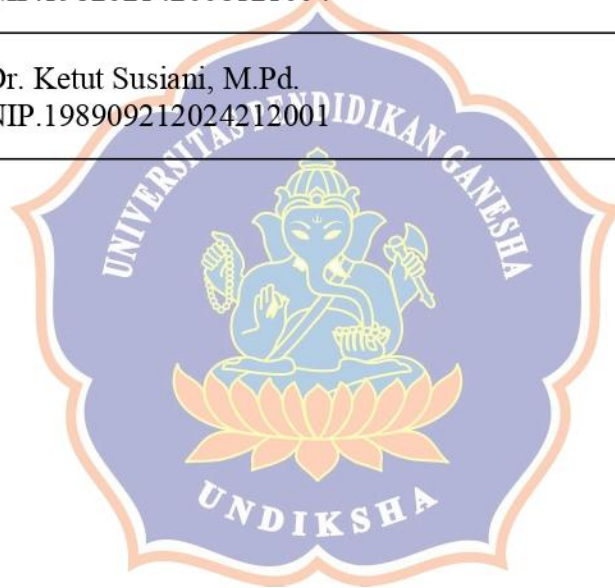 Dr. Ketut Susiani, M.Pd.
NIP.198909212024212001
UNIVERSITAS PENDIDIKAN GANESHA
UNDIKSHA